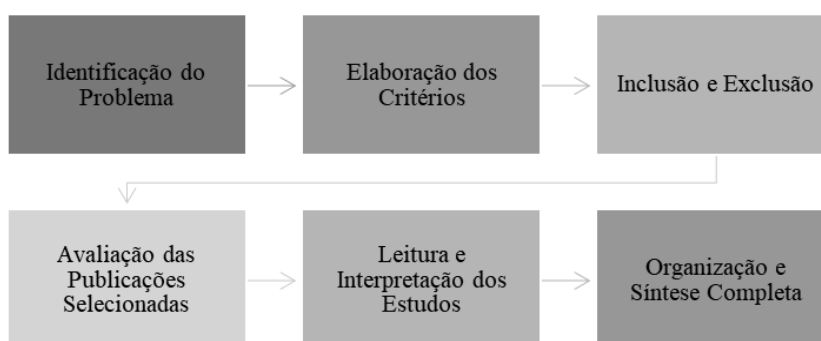 Identificação do
Problema
Elaboração dos
Critérios
Inclusão e Exclusão
Avaliação das
Publicações
Selecionadas
Leitura e
Interpretação dos
Estudos
Organização e
Síntese Completa